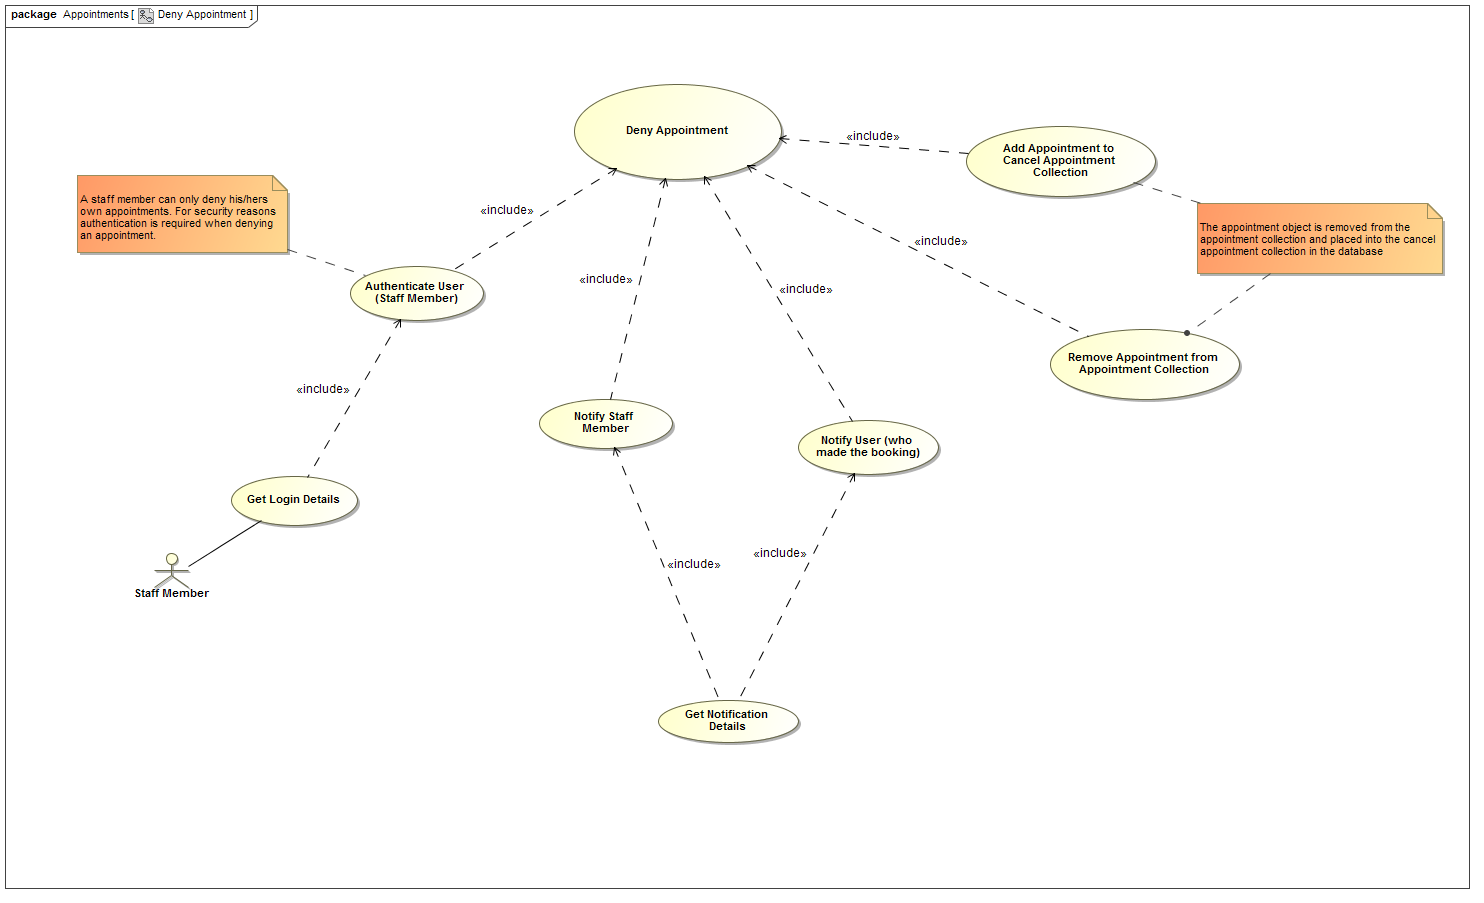 package Appointments [ Deny Appointment ]
Deny Appointment
«include»
Add Appointment to
Cancel Appointment
Collection
A staff member can only deny his/hers
own appointments. For security reasons
authentication is required when denying
an appointment.
«include»
The appointment object is removed from the
appointment collection and placed into the cancel
appointment collection in the database
«include»
Authenticate User
(Staff Member)
«include»
«include»
Remove Appointment from
Appointment Collection
«include»
Notify Staff
Member
Notify User (who
made the booking)
Get Login Details
«include»
«include»
Staff Member
Get Notification
Details